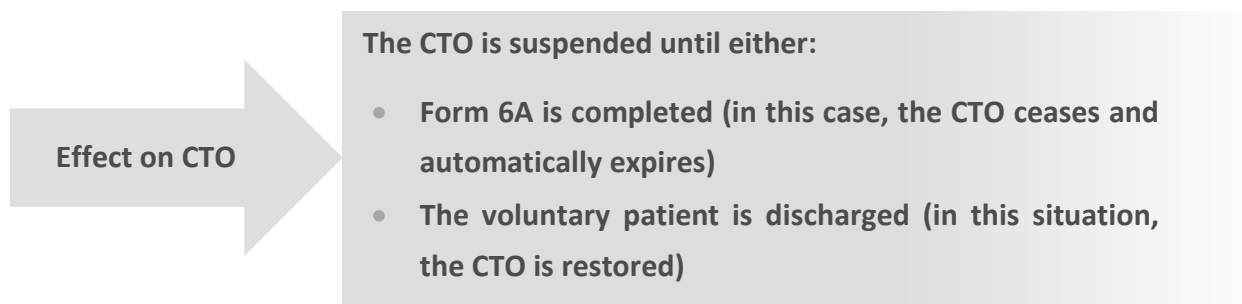 Effect on CTO
The CTO is suspended until either:
• Form 6A is completed (in this case, the CTO ceases and
automatically expires)
• The voluntary patient is discharged (in this situation,
the CTO is restored)